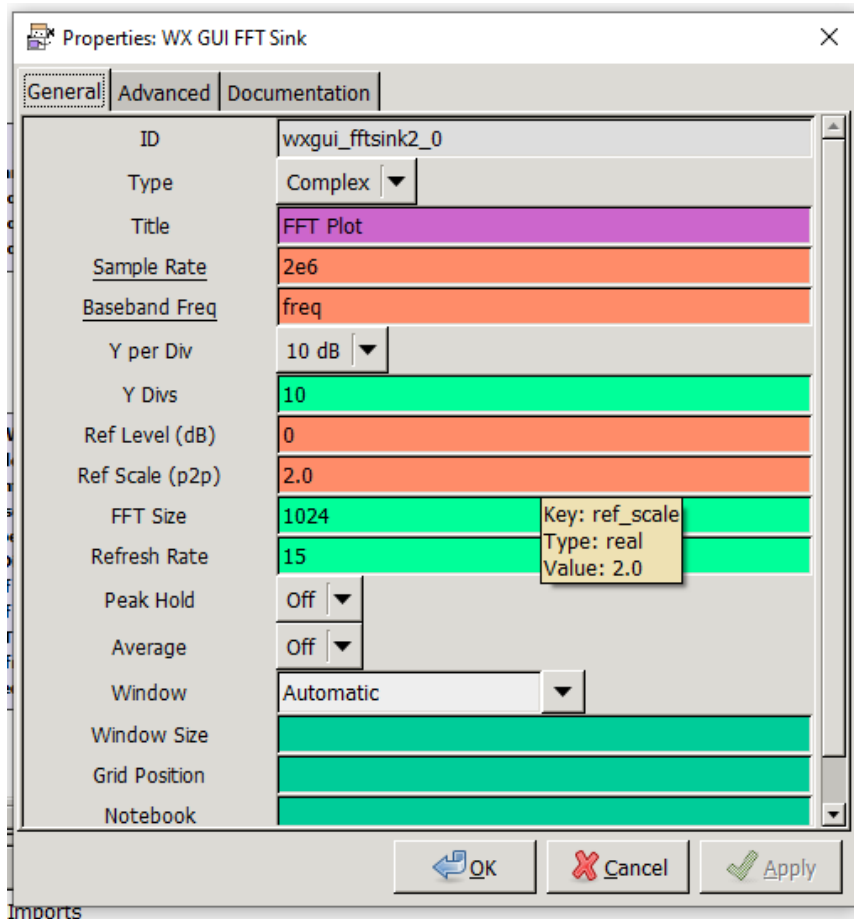 Properties: WX GUI FFT Sink
General Advanced Documentation
ID wxgui_fftsink2_0
Type Complex
Title FFT Plot
Sample Rate 2e6
Baseband Freq freq
Y per Div 10 dB
Y Divs 10
Ref Level (dB) 0
Ref Scale (p2p) 2.0
FFT Size 1024
Key: ref_scale
Type: real
Value: 2.0
Refresh Rate 15
Peak Hold Off
Average Off
Window Automatic
Window Size
Grid Position
Notebook
OK Cancel Apply
Imports